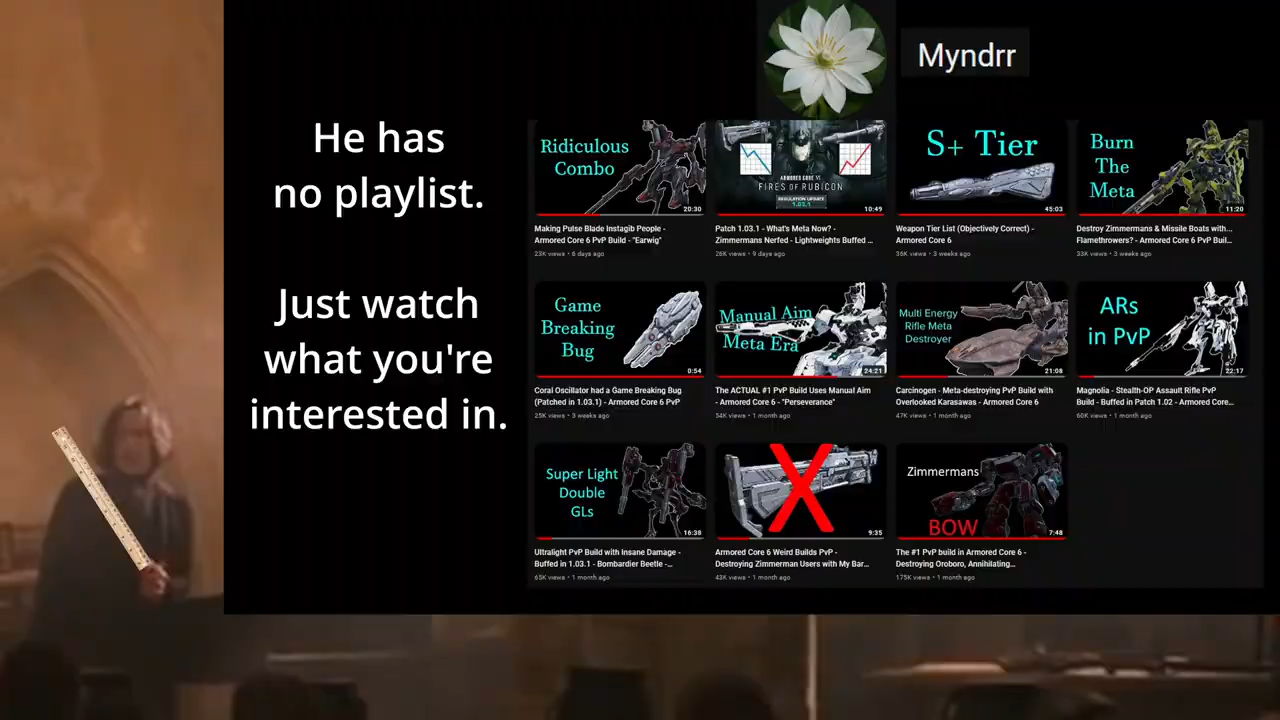 Myndrr
He has
no playlist.
Just watch
what you're
interested in.
Ridiculous
Combo
20:30
Making Pulse Blade Instagib People -
Armored Core 6 PvP Build - "Earwig"
23K views • 6 days ago
ARMORED CORE VI
FIRES OF RUBICON
REGULATION UPDATE
1.03.1
10:49
Patch 1.03.1 - What's Meta Now? -
Zimmermans Nerfed - Lightweights Buffed ...
26K views • 9 days ago
S+ Tier
45:03
Weapon Tier List (Objectively Correct) -
Armored Core 6
36K views • 3 weeks ago
Burn
The
Meta
11:20
Destroy Zimmermans & Missile Boats with...
Flamethrowers? - Armored Core 6 PvP Buil...
33K views • 3 weeks ago
Game
Breaking
Bug
0:54
Coral Oscillator had a Game Breaking Bug
(Patched in 1.03.1) - Armored Core 6 PvP
25K views • 3 weeks ago
Manual Aim
Meta Era
24:21
The ACTUAL #1 PvP Build Uses Manual Aim
- Armored Core 6 - "Perseverance"
34K views • 1 month ago
Multi Energy
Rifle Meta
Destroyer
21:08
Carcinogen - Meta-destroying PvP Build with
Overlooked Karasawas - Armored Core 6
47K views • 1 month ago
ARs
in PvP
22:17
Magnolia - Stealth-OP Assault Rifle PvP
Build - Buffed in Patch 1.02 - Armored Core...
60K views • 1 month ago
Super Light
Double
GLs
16:38
Ultralight PvP Build with Insane Damage -
Buffed in 1.03.1 - Bombardier Beetle -...
65K views • 1 month ago
X
9:35
Armored Core 6 Weird Builds PvP -
Destroying Zimmerman Users with My Bar...
43K views • 1 month ago
Zimmermans
BOW
7:48
The #1 PvP build in Armored Core 6 -
Destroying Oroboro, Annihilating...
175K views • 1 month ago